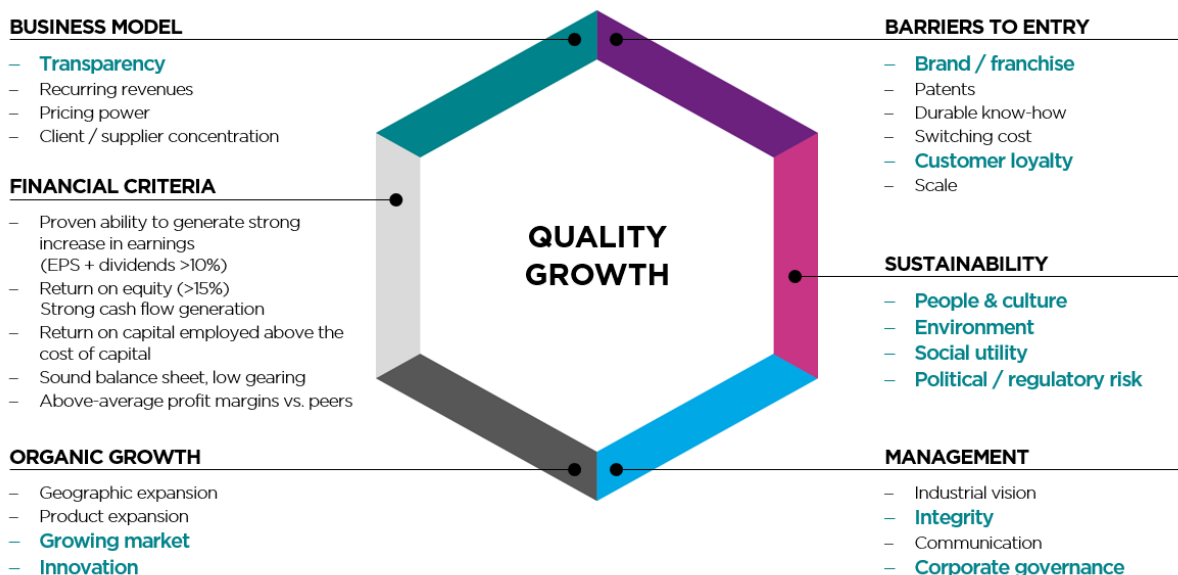 BUSINESS MODEL
– Transparency
– Recurring revenues
– Pricing power
– Client / supplier concentration
FINANCIAL CRITERIA
– Proven ability to generate strong
increase in earnings
(EPS + dividends >10%)
– Return on equity (>15%)
Strong cash flow generation
– Return on capital employed above the
cost of capital
– Sound balance sheet, low gearing
– Above-average profit margins vs. peers
ORGANIC GROWTH
– Geographic expansion
– Product expansion
– Growing market
– Innovation
QUALITY
GROWTH
BARRIERS TO ENTRY
– Brand / franchise
– Patents
– Durable know-how
– Switching cost
– Customer loyalty
– Scale
SUSTAINABILITY
– People & culture
– Environment
– Social utility
– Political / regulatory risk
MANAGEMENT
– Industrial vision
– Integrity
– Communication
– Corporate governance